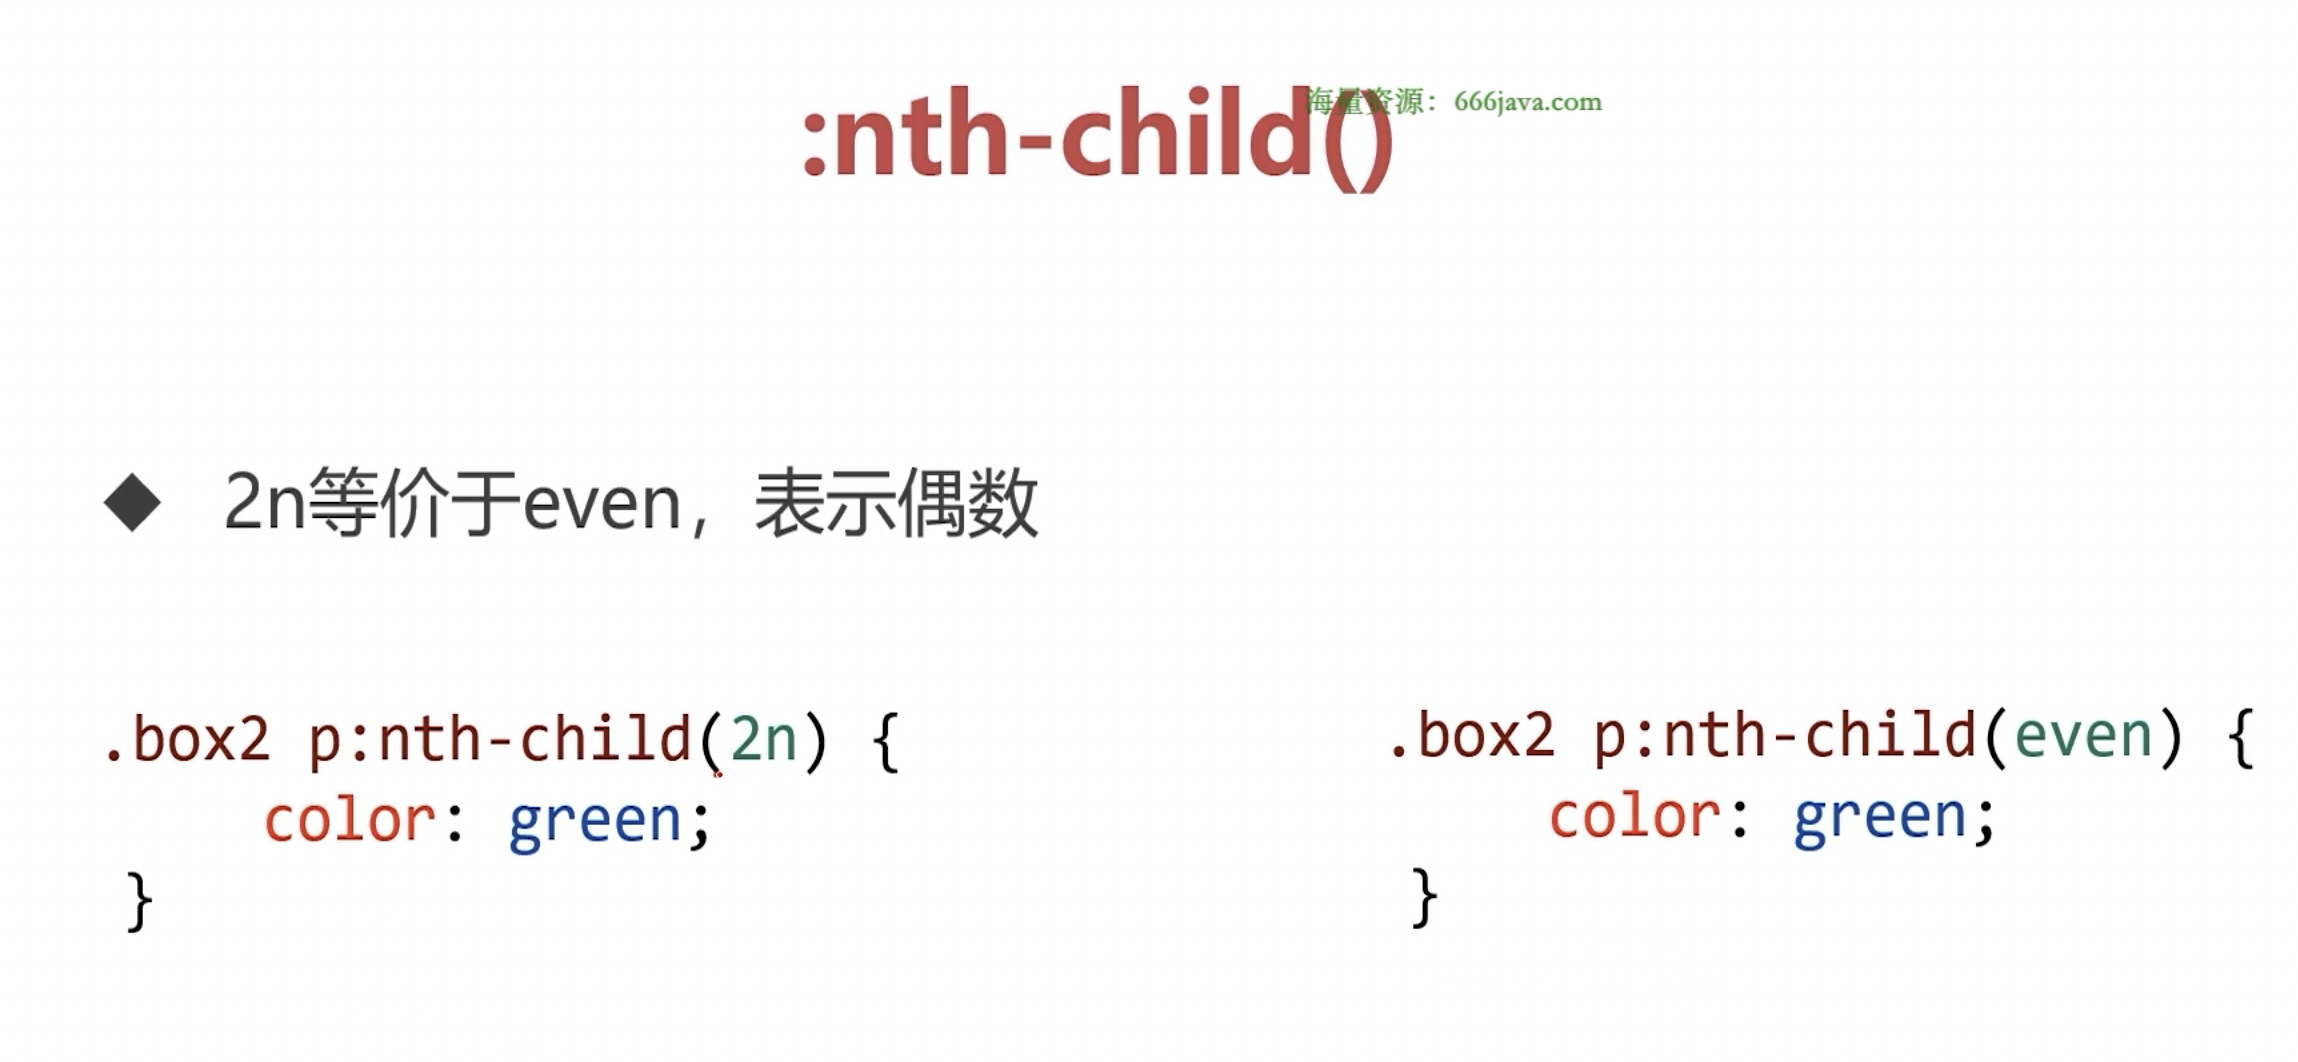 :nth-child()
海量资源：666java.com
◆ 2n等价于even，表示偶数
.box2 p:nth-child(2n) {
color: green;
}
.box2 p:nth-child(even) {
color: green;
}